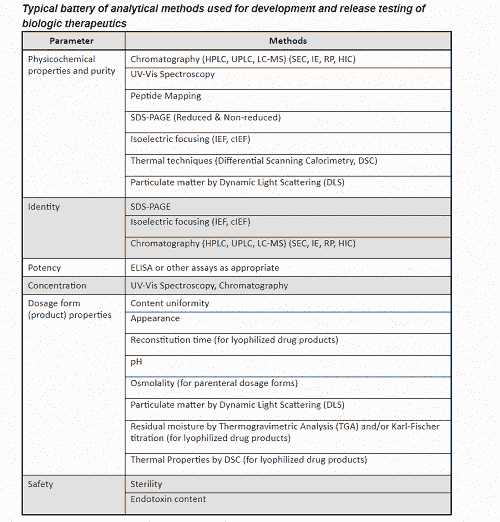 Typical battery of analytical methods used for development and release testing of
biologic therapeutics
Parameter Methods
Physicochemical
properties and purity
Chromatography (HPLC, UPLC, LC-MS) (SEC, IE, RP, HIC)
UV-Vis Spectroscopy
Peptide Mapping
SDS-PAGE (Reduced & Non-reduced)
Isoelectric focusing (IEF, cIEF)
Thermal techniques (Differential Scanning Caforimetry, DSC)
Particulate matter by Dynamic Light Scattering (DLS)
Identity
SDS-PAGE
Isoelectric focusing (IEF, cIEF)
Chromatography (HPLC, UPLC, LC-MS) (SEC, IE, RP, HIC)
Potency ELISA or other assays as appropriate
Concentration UV-Vis Spectroscopy, Chromatography
Dosage form
(product) properties
Content uniformity
Appearance
Reconstitution time (for lyophilized drug products)
pH
Osmolality (for parenteral dosage forms)
Particulate matter by Dynamic Light Scattering (DLS)
Residual moisture by Thermogravimetric Analysis (TGA) and/or Karl-Fischer
titration (for lyophilized drug products)
Thermal Properties by DSC (for lyophilized drug products)
Safety
Sterility
Endotoxin content